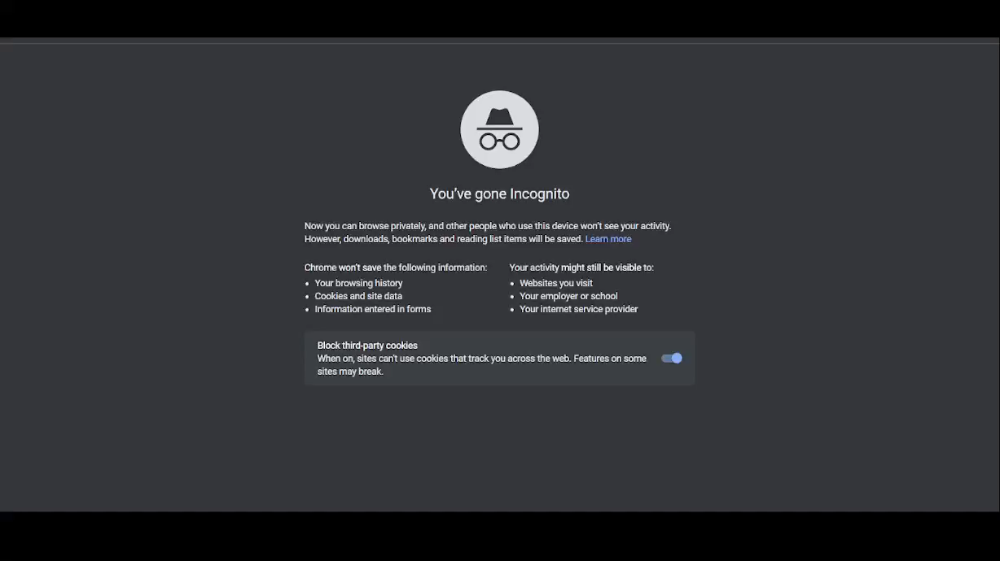 You've gone Incognito
Now you can browse privately, and other people who use this device won't see your activity.
However, downloads, bookmarks and reading list items will be saved. Learn more
Chrome won't save the following information:
• Your browsing history
• Cookies and site data
• Information entered in forms
Your activity might still be visible to:
• Websites you visit
• Your employer or school
• Your internet service provider
Block third-party cookies
When on, sites can't use cookies that track you across the web. Features on some
sites may break.